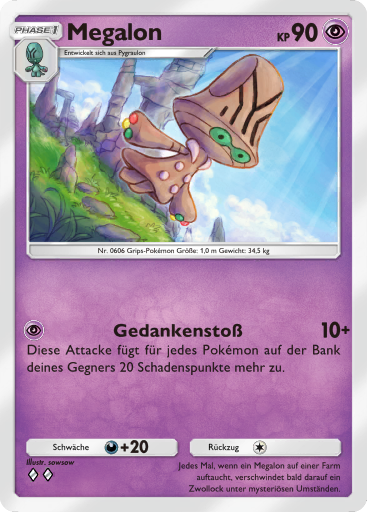 PHASE 1
Megalon
KP 90
Entwickelt sich aus Pygraulon
Nr. 0606 Grips-Pokémon Größe: 1,0 m Gewicht: 34,5 kg
Gedankenstoß 10+
Diese Attacke fügt für jedes Pokémon auf der Bank
deines Gegners 20 Schadenspunkte mehr zu.
Schwäche +20 Rückzug
Illustr. sowsow
Jedes Mal, wenn ein Megalon auf einer Farm
auftaucht, verschwindet bald darauf ein
Zwollock unter mysteriösen Umständen.